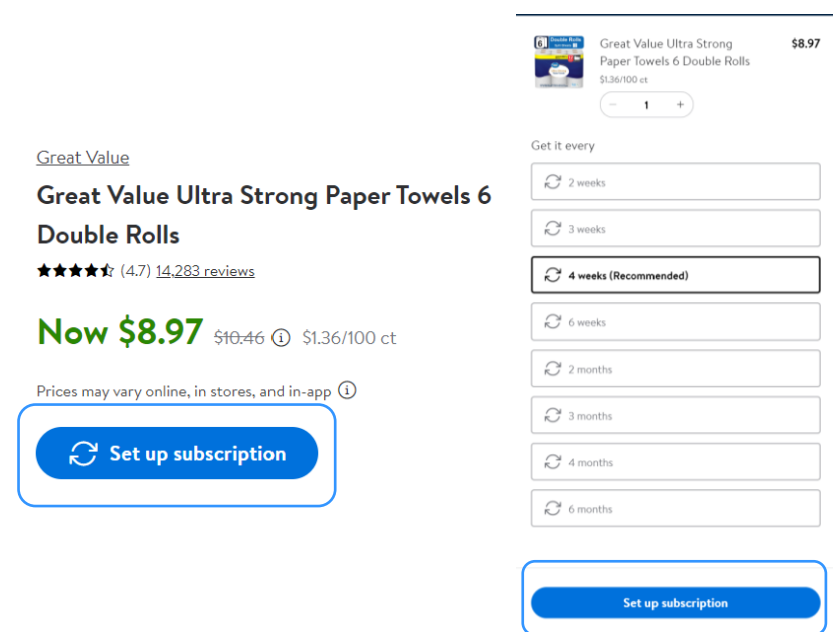 Great Value
Great Value Ultra Strong Paper Towels 6
Double Rolls
(4.7) 14,283 reviews
Now $8.97 $10.46 $1.36/100 ct
Prices may vary online, in stores, and in-app
Set up subscription
6 Double Rolls
Great Value Ultra Strong $8.97
Paper Towels 6 Double Rolls
$1.36/100 ct
− 1 +
Get it every
2 weeks
3 weeks
4 weeks (Recommended)
6 weeks
2 months
3 months
4 months
6 months
Set up subscription